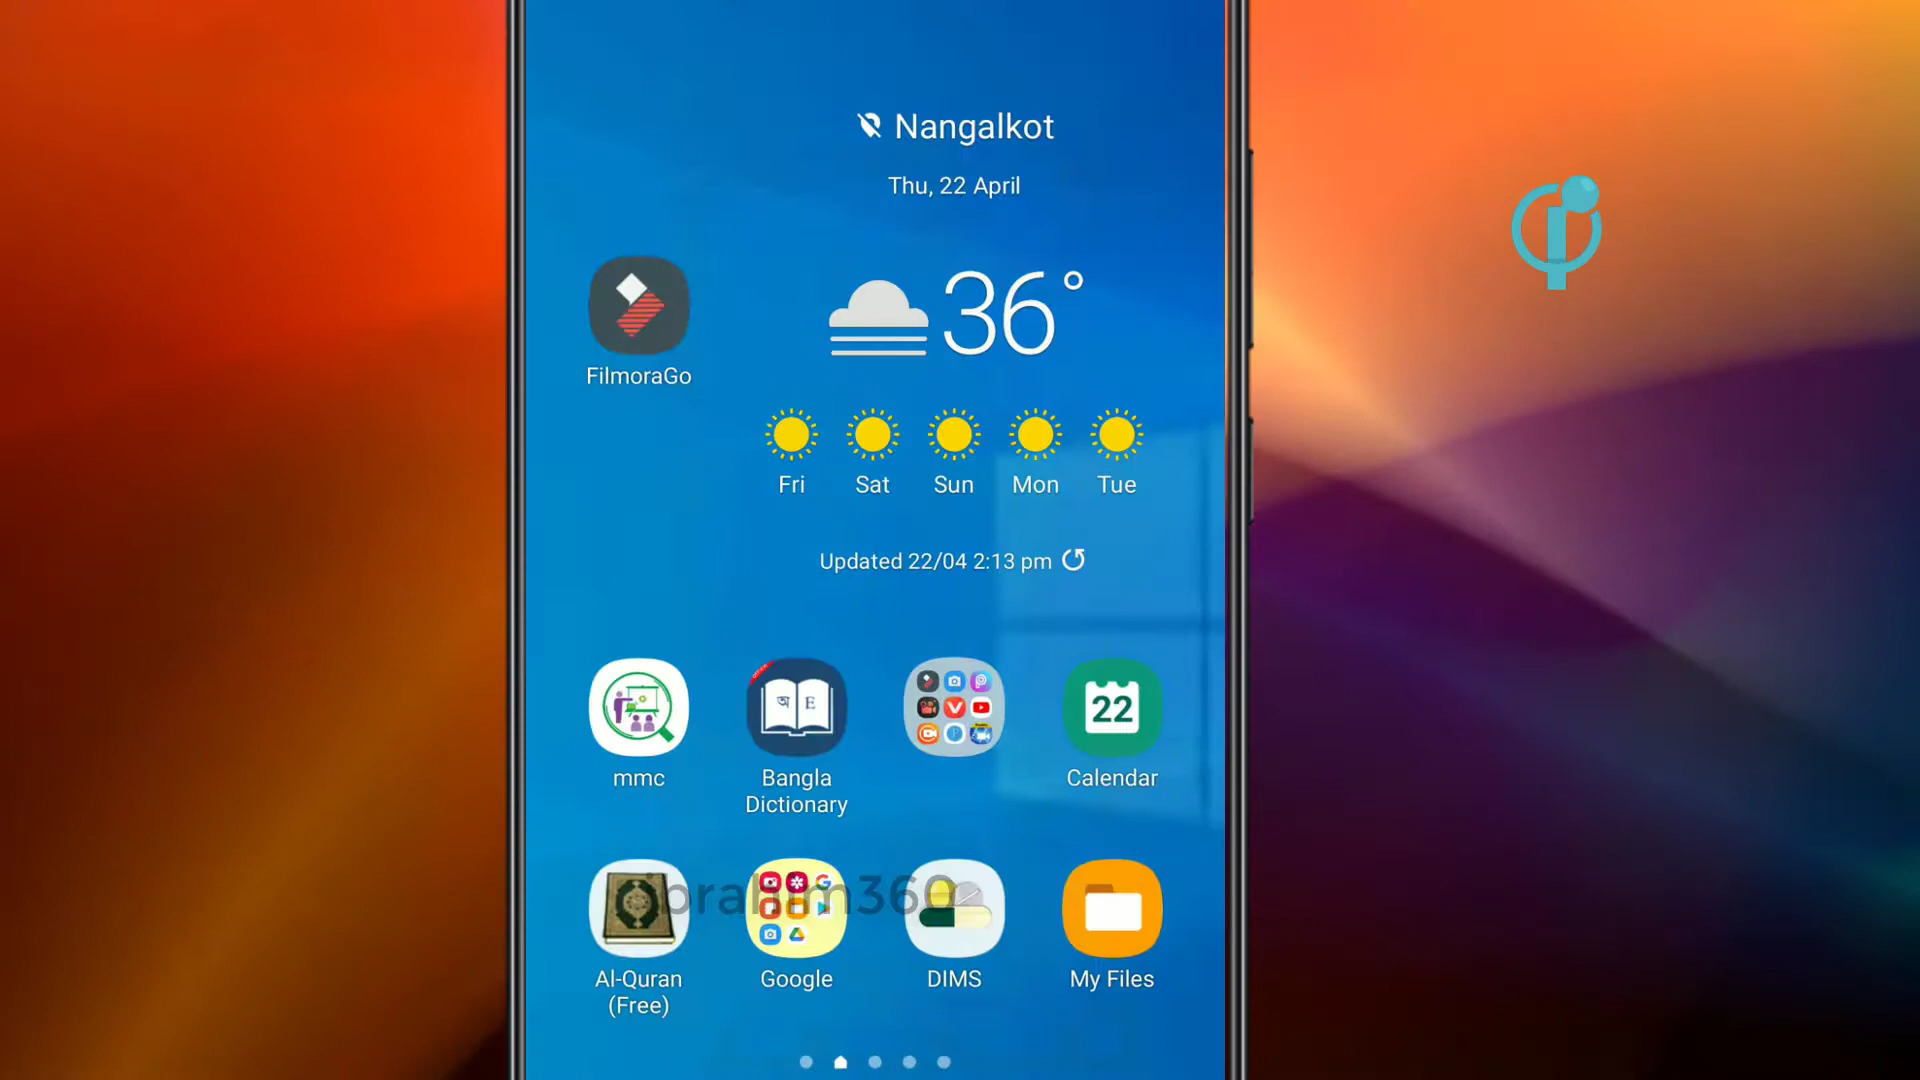 Nangalkot
Thu, 22 April
36°
FilmoraGo
Fri Sat Sun Mon Tue
Updated 22/04 2:13 pm
অ E
22
mmc
Bangla
Dictionary
Calendar
ibrahim360
Al-Quran
(Free)
Google
DIMS
My Files